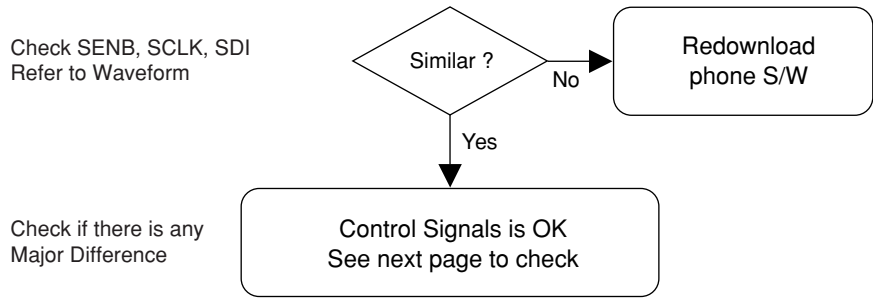 Check SENB, SCLK, SDI
Refer to Waveform
Similar ?
No
Redownload
phone S/W
Yes
Check if there is any
Major Difference
Control Signals is OK
See next page to check